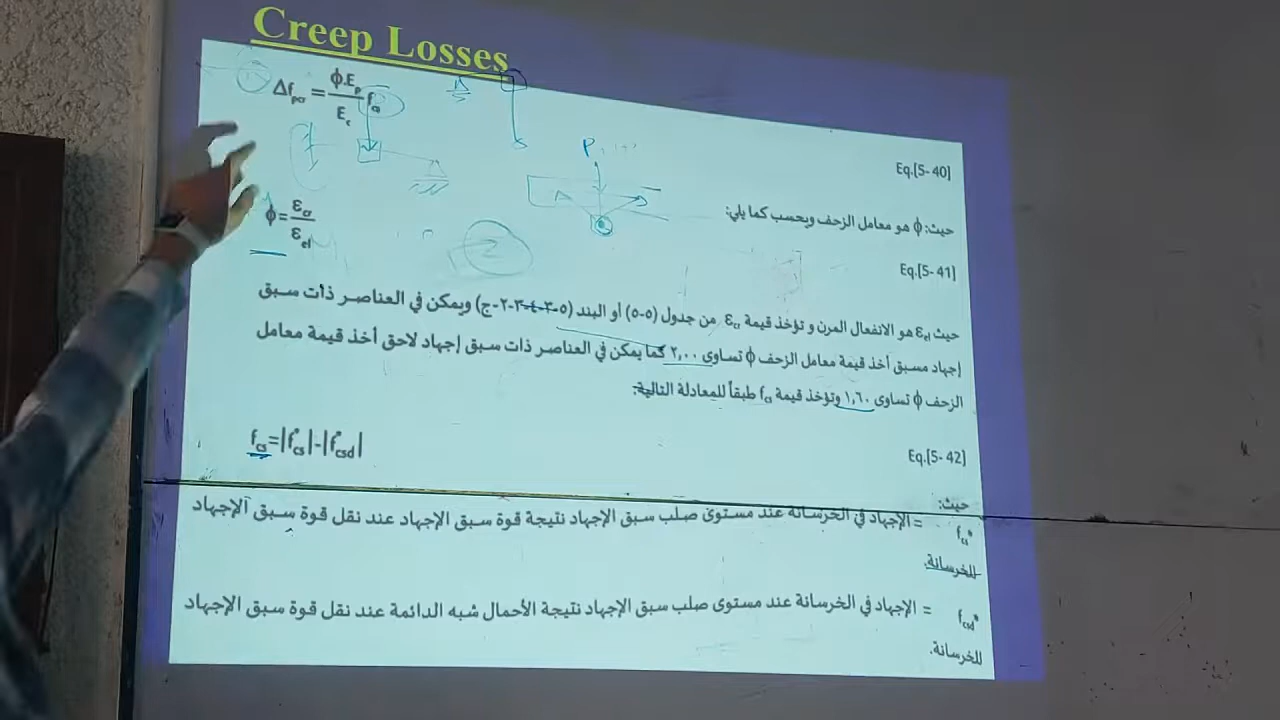 Creep Losses
Δf_pcr = φ.E_p / E_c f_cs
Eq.[5-40]
حيث: φ هو معامل الزحف ويحسب كما يلي:
φ = ε_cr / ε_el
Eq.[5-41]
حيث ε_el هو الانفعال المرن و تؤخذ قيمة ε_cr من جدول (٥-٥) أو البند (٥-٣-٤-٣-٢-ج) ويمكن في العناصر ذات سبق
إجهاد مسبق أخذ قيمة معامل الزحف φ تساوى ٢,٠٠ كما يمكن في العناصر ذات سبق إجهاد لاحق أخذ قيمة معامل
الزحف φ تساوى ١,٦٠ وتؤخذ قيمة f_cs طبقاً للمعادلة التالية:
f_cs=|f*_cs|-|f*_csd|
Eq.[5-42]
حيث:
f_cs* = الإجهاد في الخرسانة عند مستوى صلب سبق الإجهاد نتيجة قوة سبق الإجهاد عند نقل قوة سبق الإجهاد
للخرسانة.
f_csd* = الإجهاد في الخرسانة عند مستوى صلب سبق الإجهاد نتيجة الأحمال شبه الدائمة عند نقل قوة سبق الإجهاد
للخرسانة.